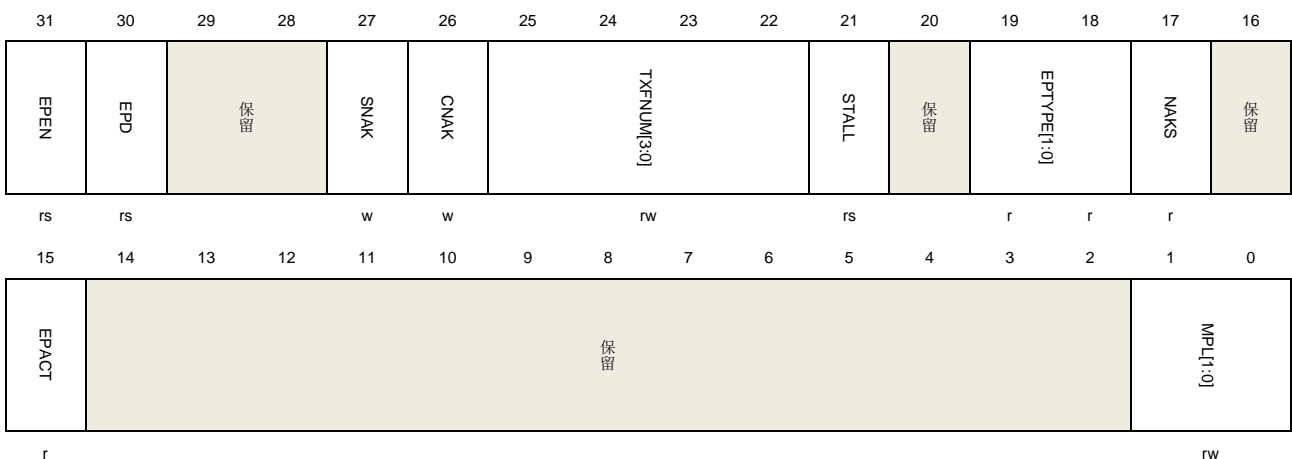 31 30 29 28 27 26 25 24 23 22 21 20 19 18 17 16
EPEN EPD 保留 SNAK CNAK TXFNUM[3:0] STALL 保留 EPTYPE[1:0] NAKS 保留
rs rs w w rw rs r r r
15 14 13 12 11 10 9 8 7 6 5 4 3 2 1 0
EPACT 保留 MPL[1:0]
r rw